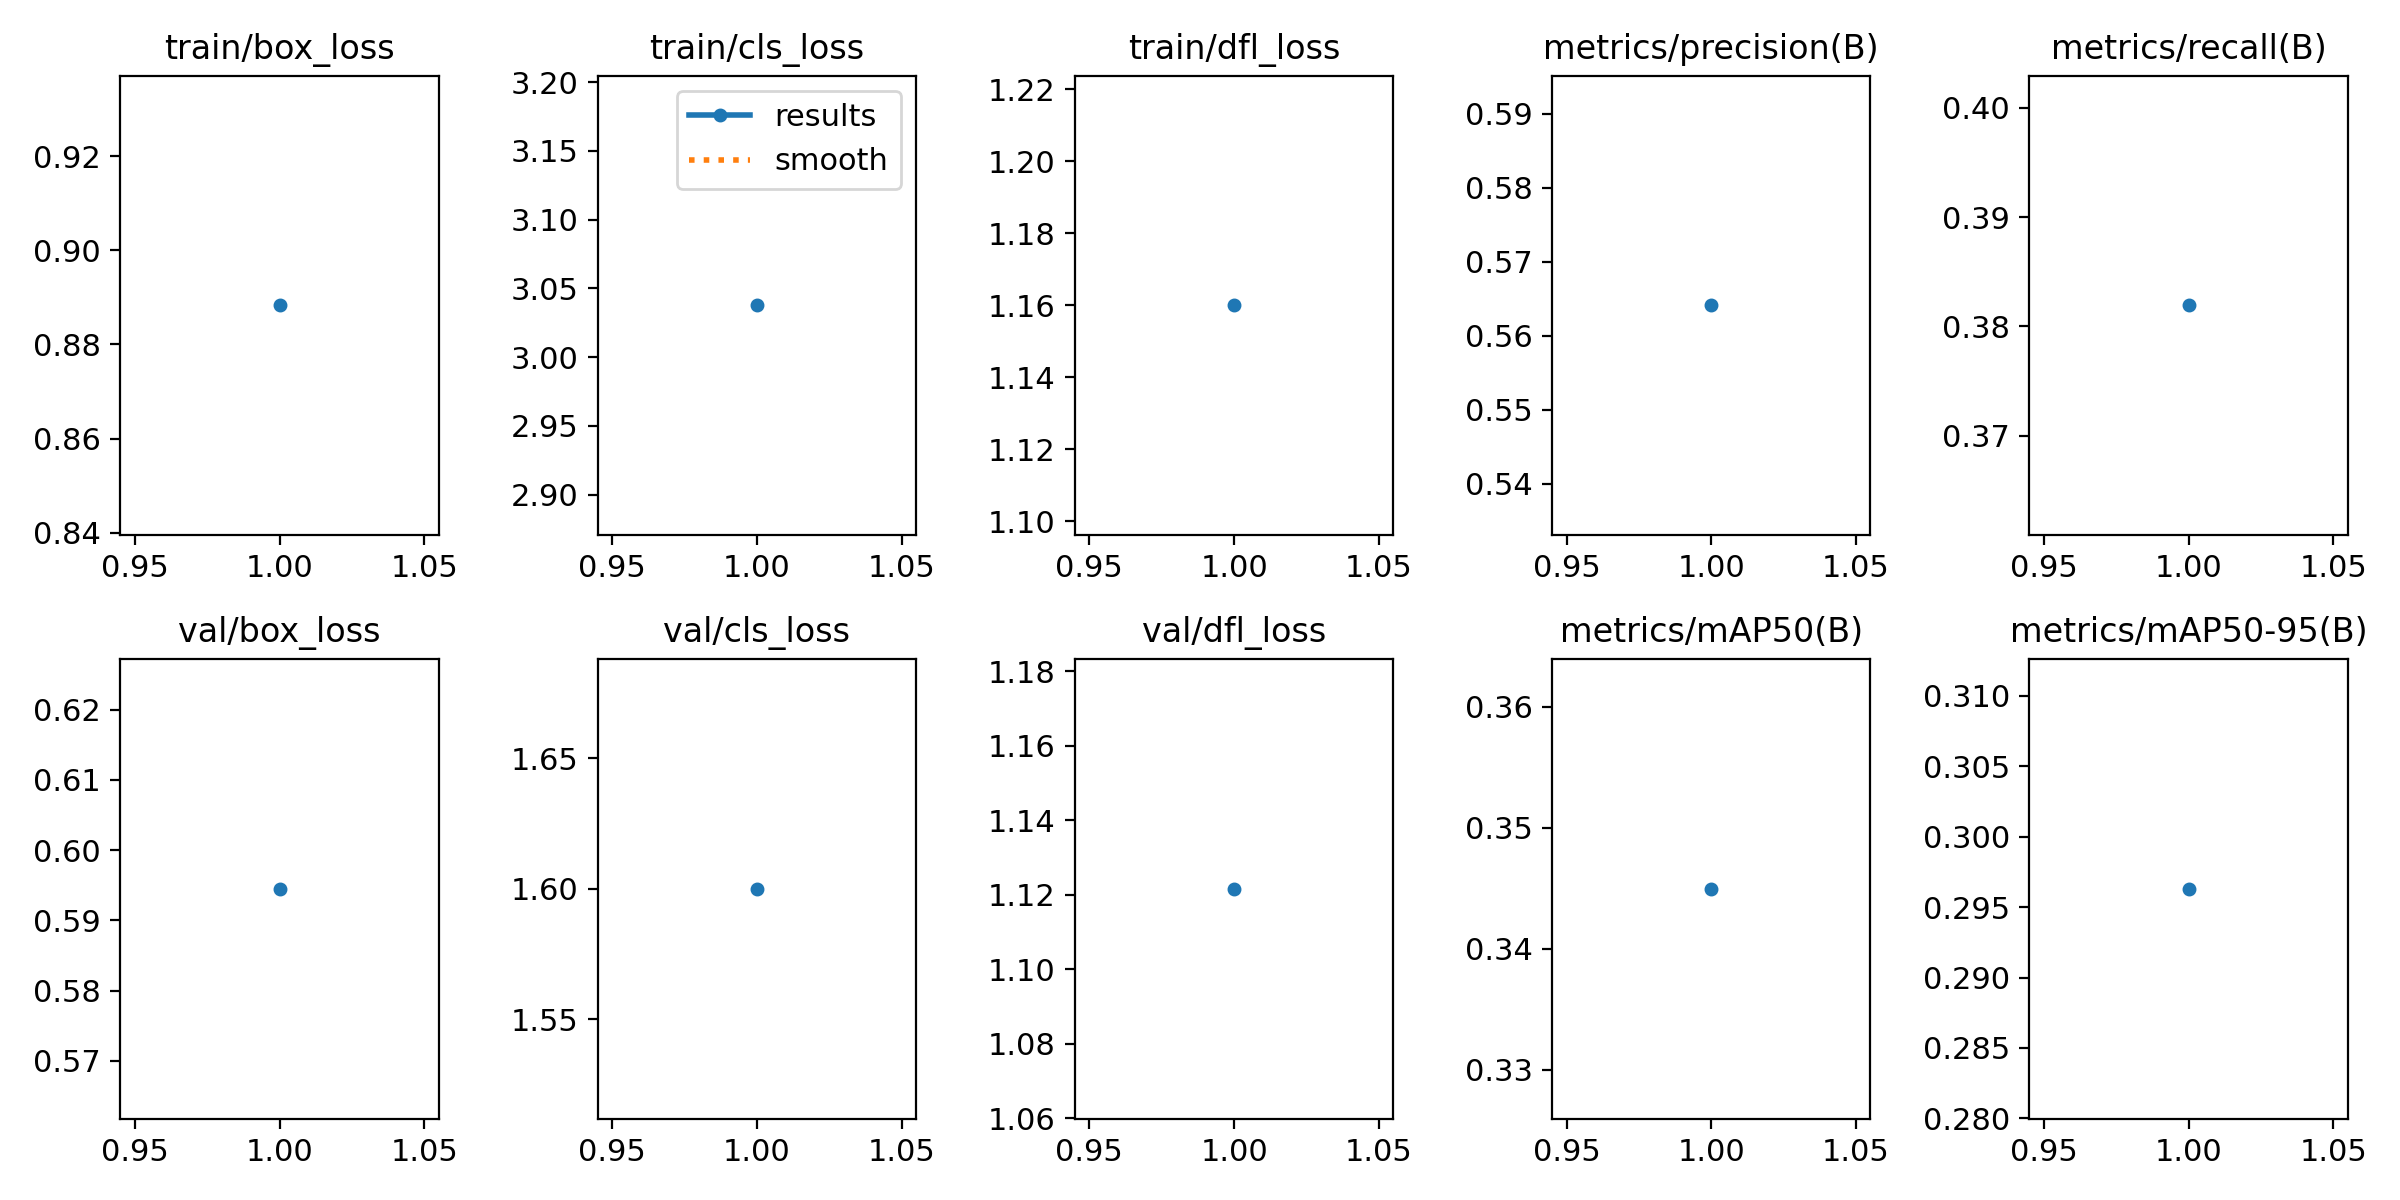 train/box_loss
0.92
0.90
0.88
0.86
0.84
0.95 1.00 1.05
train/cls_loss
3.20
3.15
3.10
3.05
3.00
2.95
2.90
results
smooth
0.95 1.00 1.05
train/dfl_loss
1.22
1.20
1.18
1.16
1.14
1.12
1.10
0.95 1.00 1.05
metrics/precision(B)
0.59
0.58
0.57
0.56
0.55
0.54
0.95 1.00 1.05
metrics/recall(B)
0.40
0.39
0.38
0.37
0.95 1.00 1.05
val/box_loss
0.62
0.61
0.60
0.59
0.58
0.57
0.95 1.00 1.05
val/cls_loss
1.65
1.60
1.55
0.95 1.00 1.05
val/dfl_loss
1.18
1.16
1.14
1.12
1.10
1.08
1.06
0.95 1.00 1.05
metrics/mAP50(B)
0.36
0.35
0.34
0.33
0.95 1.00 1.05
metrics/mAP50-95(B)
0.310
0.305
0.300
0.295
0.290
0.285
0.280
0.95 1.00 1.05